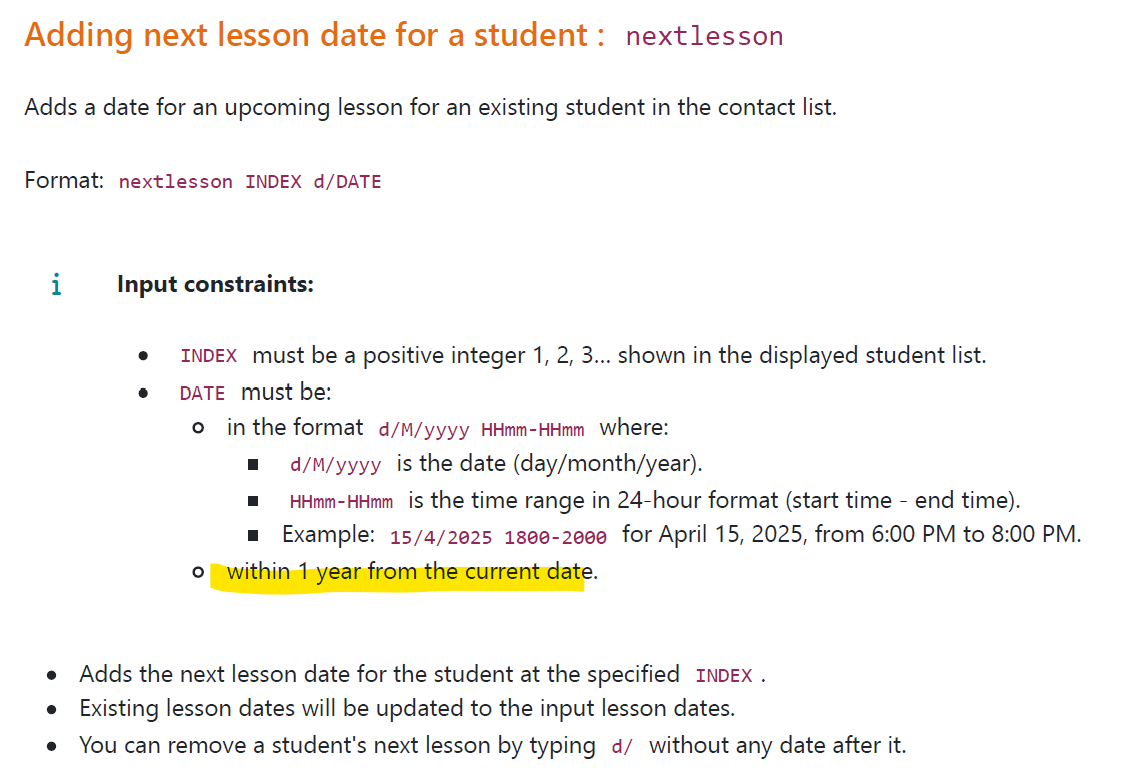 Adding next lesson date for a student : nextlesson
Adds a date for an upcoming lesson for an existing student in the contact list.
Format: nextlesson INDEX d/DATE
i Input constraints:
INDEX must be a positive integer 1, 2, 3... shown in the displayed student list.
DATE must be:
in the format d/M/yyyy HHmm-HHmm where:
d/M/yyyy is the date (day/month/year).
HHmm-HHmm is the time range in 24-hour format (start time - end time).
Example: 15/4/2025 1800-2000 for April 15, 2025, from 6:00 PM to 8:00 PM.
within 1 year from the current date.
Adds the next lesson date for the student at the specified INDEX .
Existing lesson dates will be updated to the input lesson dates.
You can remove a student's next lesson by typing d/ without any date after it.